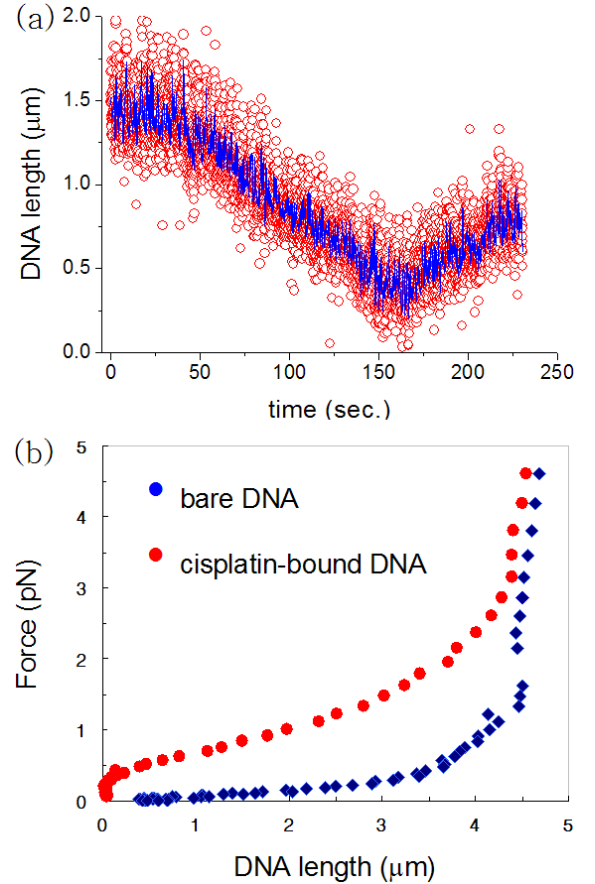 (a)
2.0
1.5
1.0
0.5
0.0
DNA length (μm)
0 50 100 150 200 250
time (sec.)
(b)
5
4
3
2
1
0
Force (pN)
bare DNA
cisplatin-bound DNA
0 1 2 3 4 5
DNA length (μm)